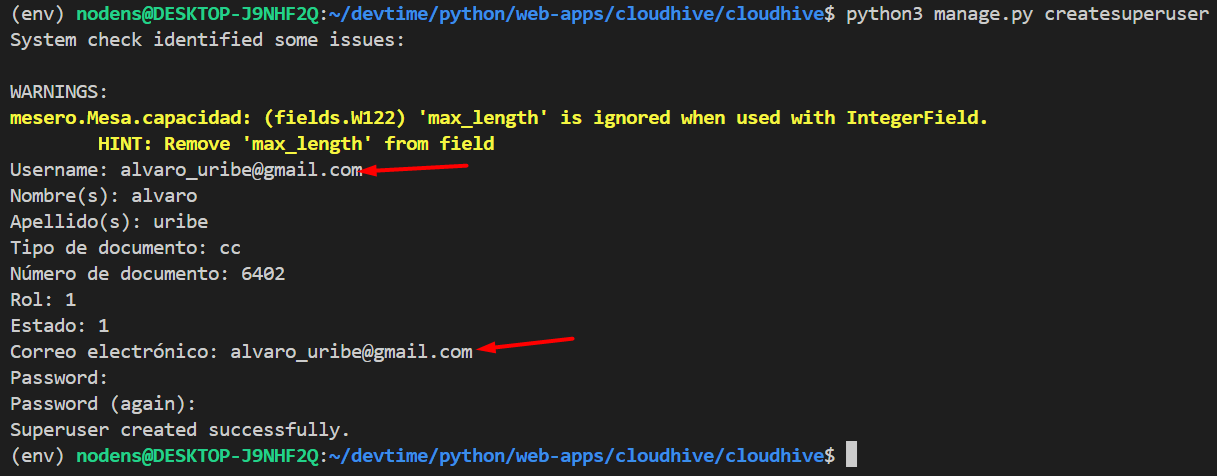 (env) nodens@DESKTOP-J9NHF2Q:~/devtime/python/web-apps/cloudhive/cloudhive$ python3 manage.py createsuperuser
System check identified some issues:
WARNINGS:
mesero.Mesa.capacidad: (fields.W122) 'max_length' is ignored when used with IntegerField.
HINT: Remove 'max_length' from field
Username: alvaro_uribe@gmail.com
Nombre(s): alvaro
Apellido(s): uribe
Tipo de documento: cc
Número de documento: 6402
Rol: 1
Estado: 1
Correo electrónico: alvaro_uribe@gmail.com
Password:
Password (again):
Superuser created successfully.
(env) nodens@DESKTOP-J9NHF2Q:~/devtime/python/web-apps/cloudhive/cloudhive$